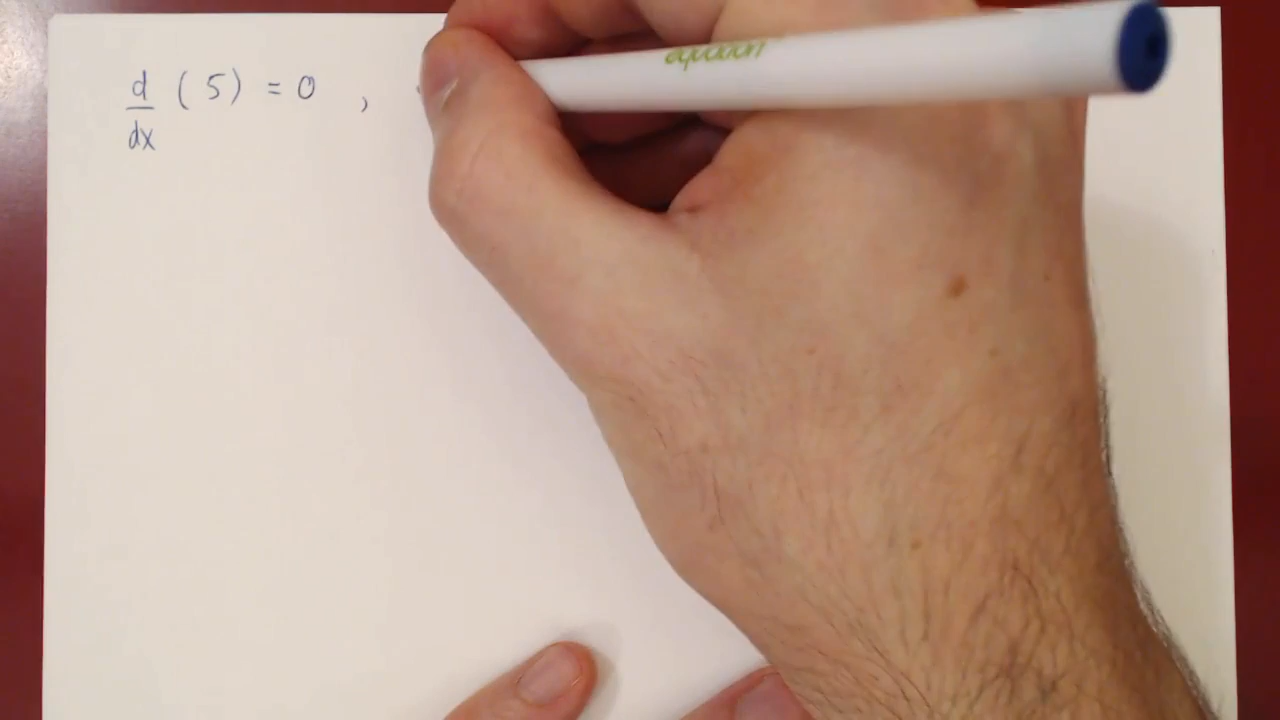 d/dx (5) = 0 ,